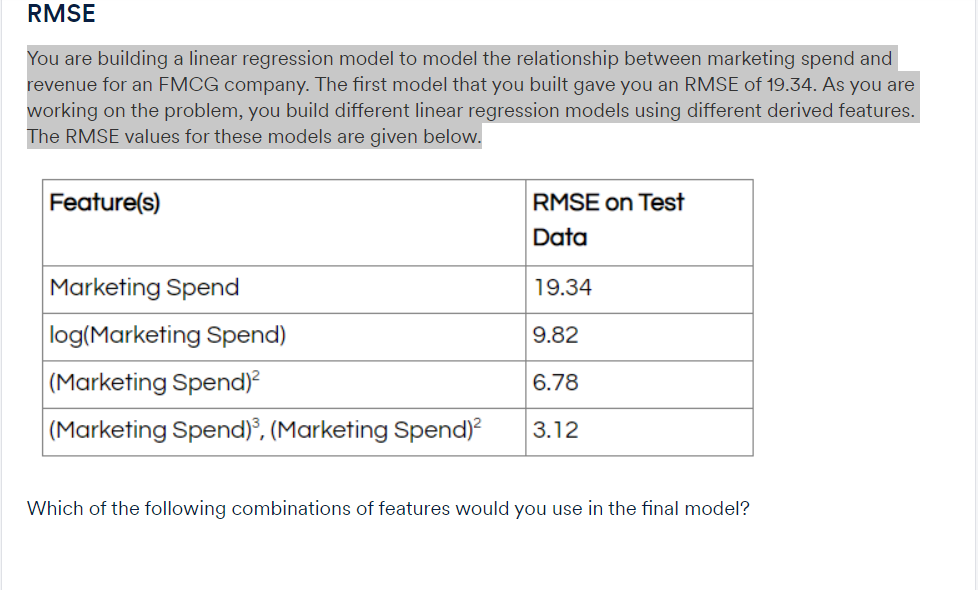 RMSE
You are building a linear regression model to model the relationship between marketing spend and
revenue for an FMCG company. The first model that you built gave you an RMSE of 19.34. As you are
working on the problem, you build different linear regression models using different derived features.
The RMSE values for these models are given below.
Feature(s) RMSE on Test
Data
Marketing Spend 19.34
log(Marketing Spend) 9.82
(Marketing Spend)² 6.78
(Marketing Spend)³, (Marketing Spend)² 3.12
Which of the following combinations of features would you use in the final model?